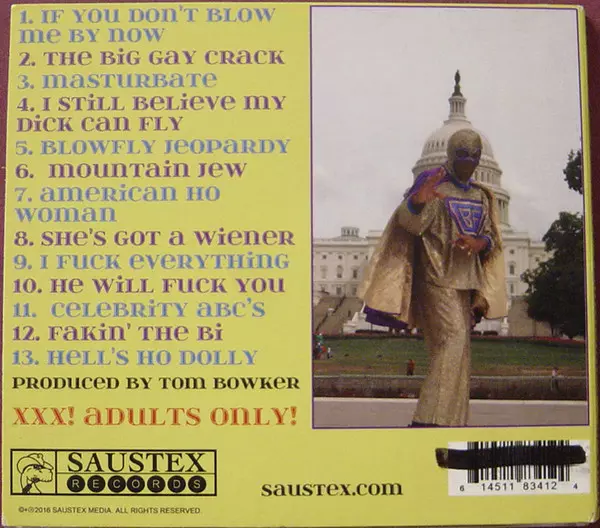 1. IF YOU DON'T BLOW
ME BY NOW
2. THE BIG GAY CRACK
3. MASTURBATE
4. I STILL BELIEVE MY
DICK CAN FLY
5. BLOWFLY JEOPARDY
6. MOUNTAIN JEW
7. AMERICAN HO
WOMAN
8. SHE'S GOT A WIENER
9. I FUCK EVERYTHING
10. HE WILL FUCK YOU
11. CELEBRITY ABC'S
12. FAKIN' THE BI
13. HELL'S HO DOLLY
PRODUCED BY TOM BOWKER
XXX! ADULTS ONLY!
BF
SAUSTEX
RECORDS
©+℗2016 SAUSTEX MEDIA. ALL RIGHTS RESERVED.
saustex.com
6 14511 83412 4